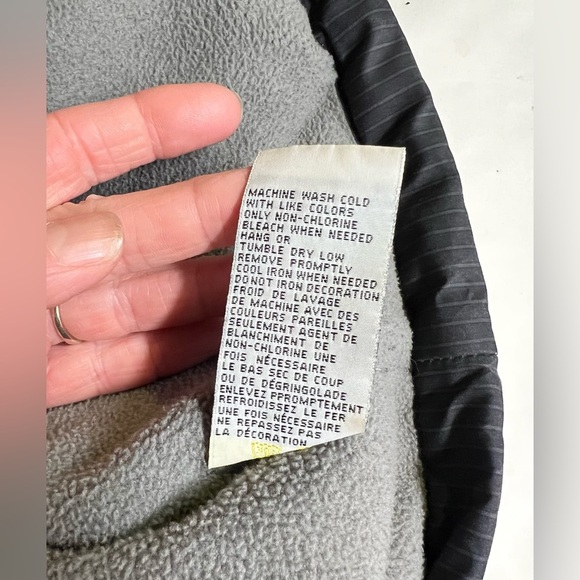 MACHINE WASH COLD
WITH LIKE COLORS
ONLY NON-CHLORINE
BLEACH WHEN NEEDED
HANG OR
TUMBLE DRY LOW
REMOVE PROMPTLY
COOL IRON WHEN NEEDED
DONOT IRON DECORATION
FROID DE LAVAGE
DE MACHINE AVEC DES
COULEURS PAREILLES
SEULEMENT AGENT DE
BLANCHIMENT DE
NON-CHLORINE UNE
FOIS NÉCESSAIRE
LE BAS SEC DE COUP
OU DE DÉGRINGOLADE
ENLEVEZ PPROMPTEMENT
REFROIDISSEZ LE FER
UNE FOIS NÉCESSAIRE
NE REPASSEZ PAS
LA DÉCORATION